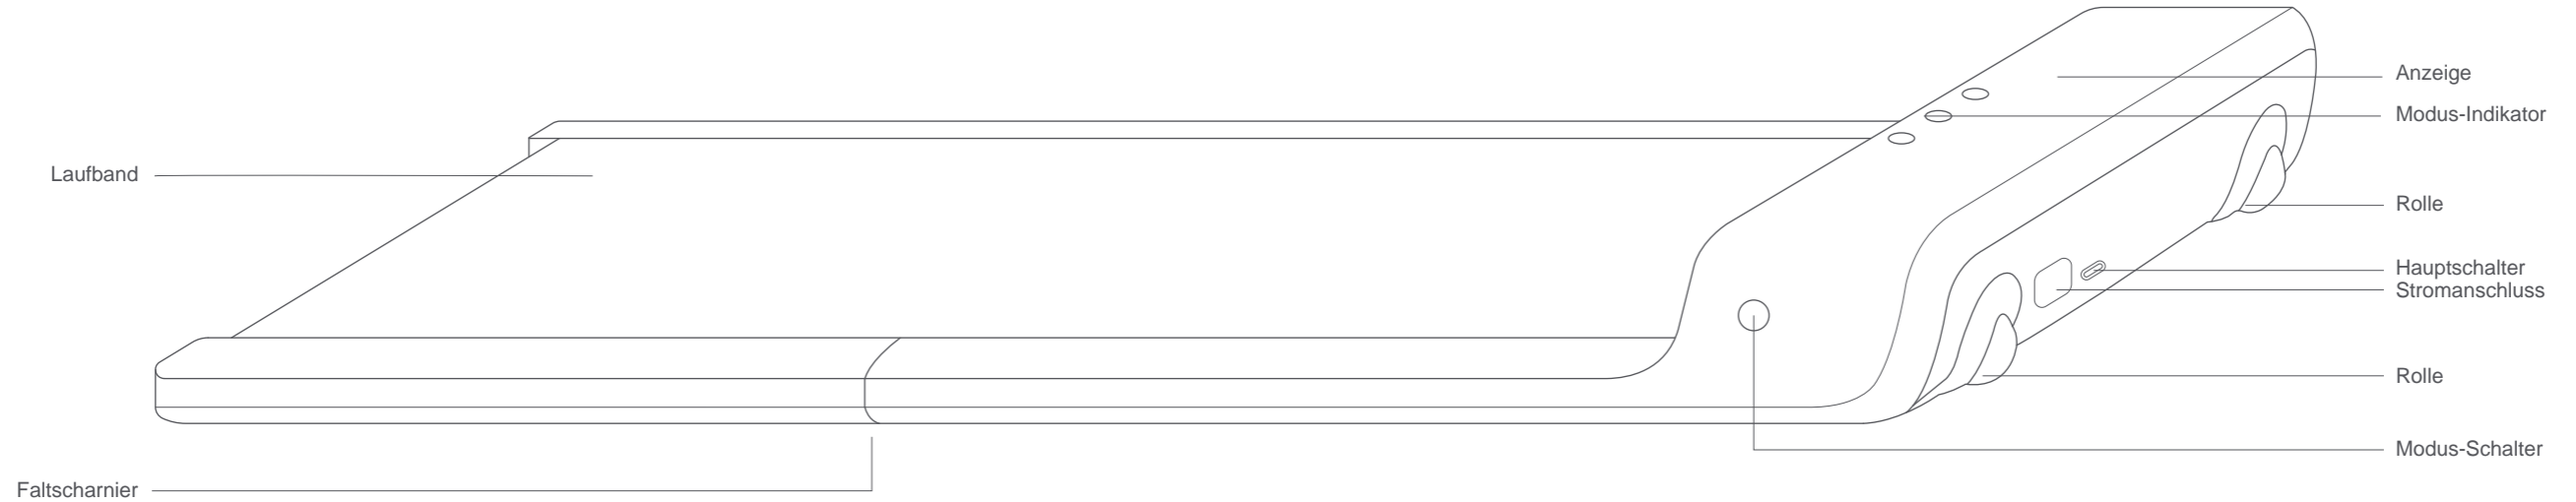 Anzeige
Modus-Indikator
Laufband
Rolle
Hauptschalter
Stromanschluss
Rolle
Modus-Schalter
Faltscharnier